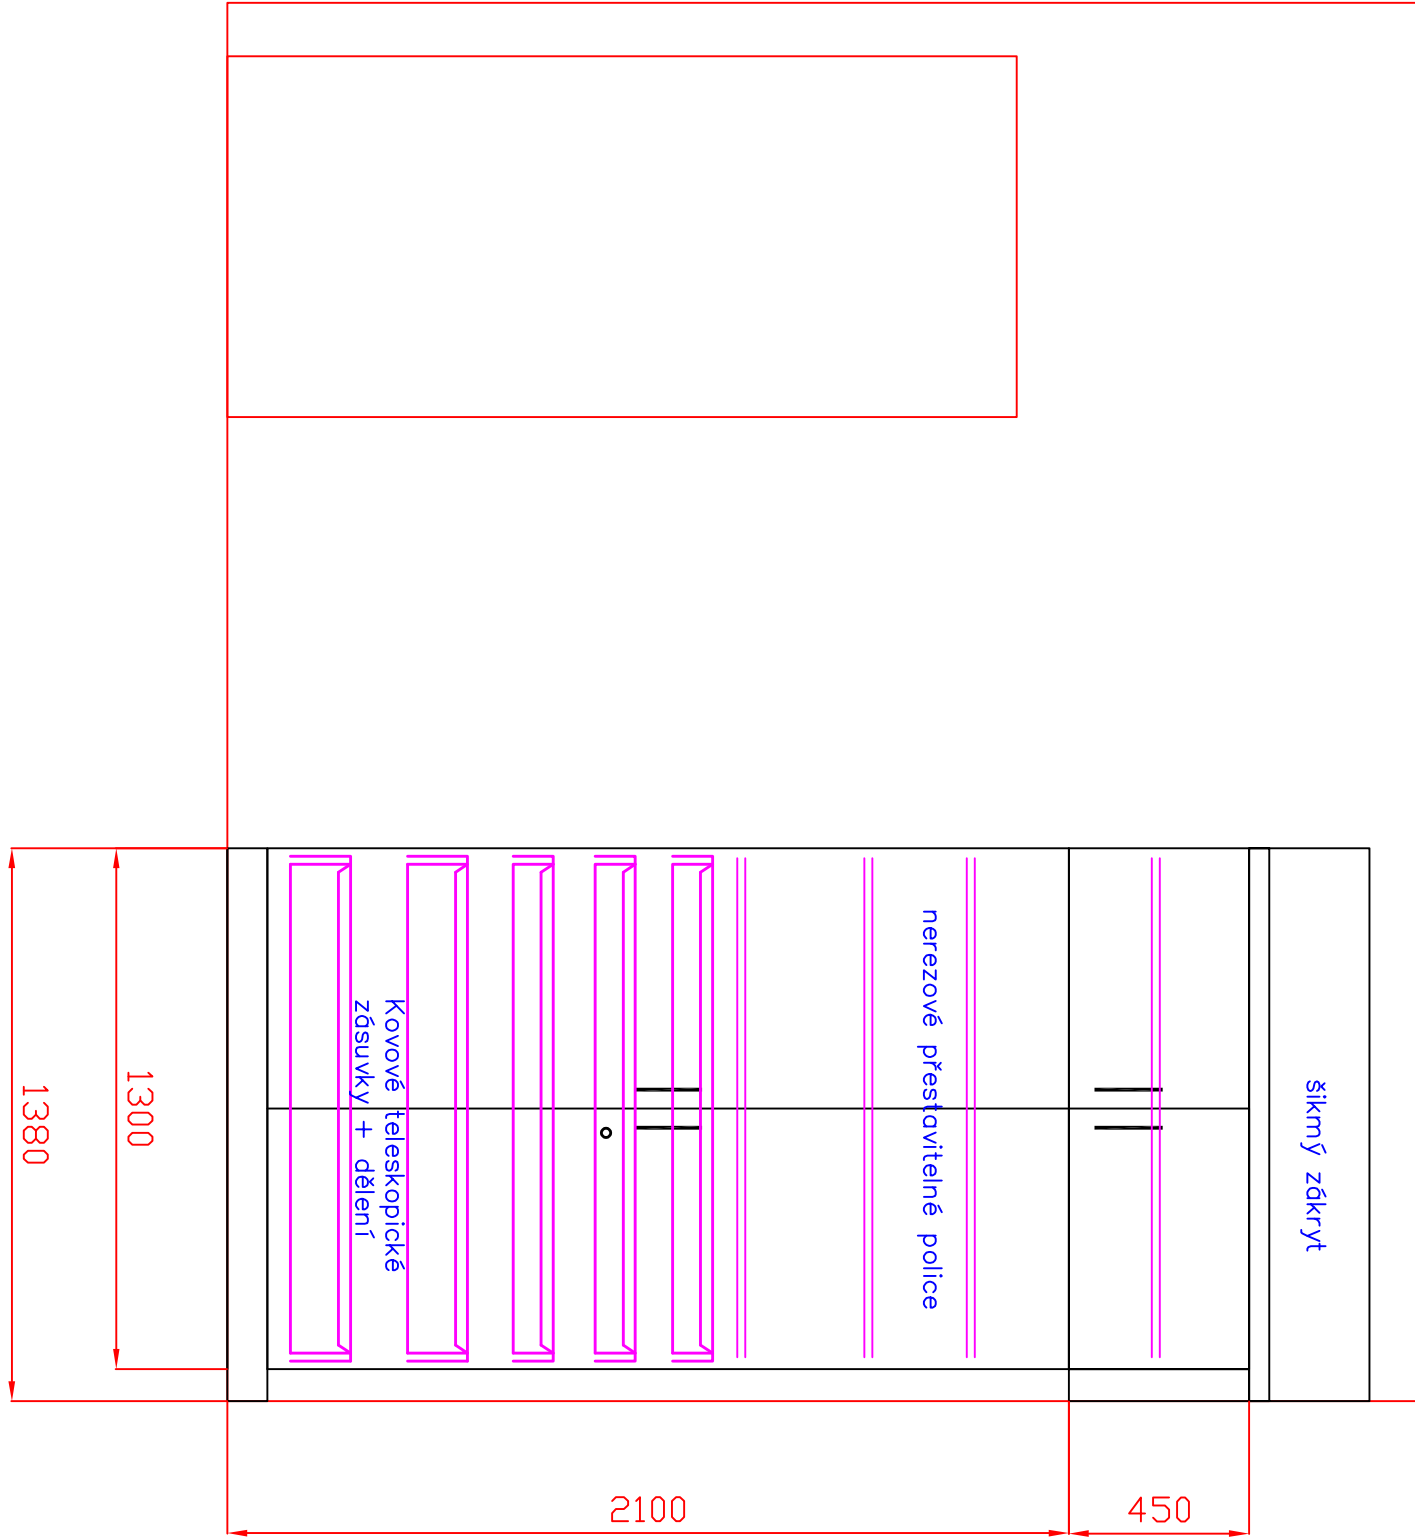 šikmý zákryt
nerezové přestavitelné police
Kovové teleskopické
zásuvky + dělení
1300
1380
2100
450